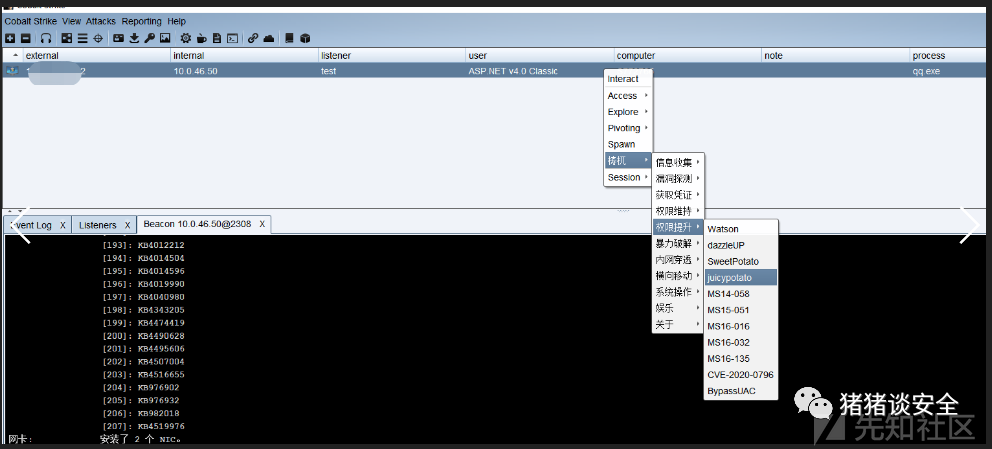 Cobalt Strike View Attacks Reporting Help
external internal listener user computer note process
10.0.46.50 test ASP.NET v4.0 Classic qq.exe
Interact
Access
Explore
Pivoting
Spawn
梼杌
Session
信息收集
漏洞探测
获取凭证
权限维持
权限提升
暴力破解
内网穿透
横向移动
系统操作
娱乐
关于
Watson
dazzleUP
SweetPotato
juicypotato
MS14-058
MS15-051
MS16-016
MS16-032
MS16-135
CVE-2020-0796
BypassUAC
Event Log X Listeners X Beacon 10.0.46.50@2308 X
[193]: KB4012212
[194]: KB4014504
[195]: KB4014596
[196]: KB4019990
[197]: KB4040980
[198]: KB4343205
[199]: KB4474419
[200]: KB4490628
[201]: KB4495606
[202]: KB4507004
[203]: KB4516655
[204]: KB976902
[205]: KB976932
[206]: KB982018
[207]: KB4519976
网卡: 安装了 2 个 NIC。
猪猪谈安全
先知社区